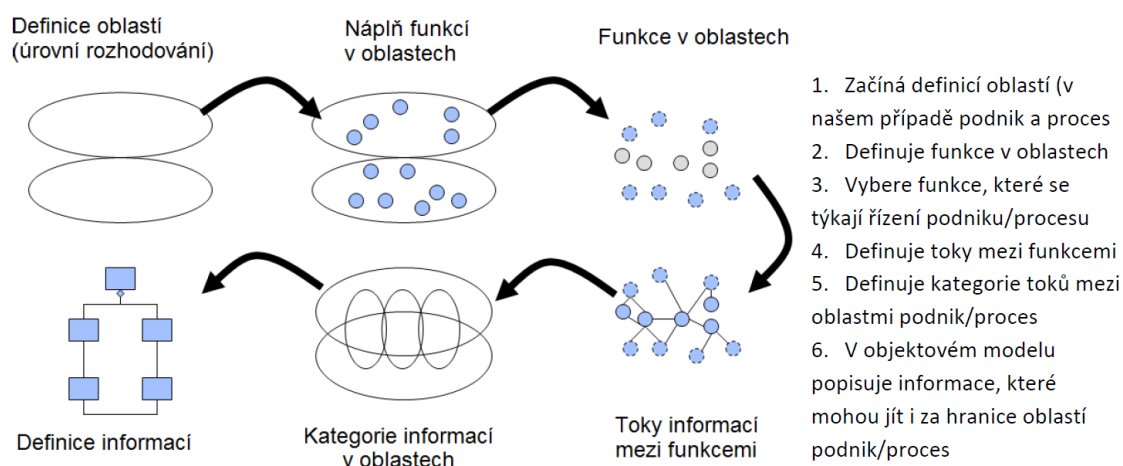 Definice oblastí
(úrovní rozhodování)
Náplň funkcí
v oblastech
Funkce v oblastech
1. Začíná definicí oblastí (v
našem případě podnik a proces
2. Definuje funkce v oblastech
3. Vybere funkce, které se
týkají řízení podniku/procesu
4. Definuje toky mezi funkcemi
5. Definuje kategorie toků mezi
oblastmi podnik/proces
6. V objektovém modelu
popisuje informace, které
mohou jít i za hranice oblastí
podnik/proces
Definice informací
Kategorie informací
v oblastech
Toky informací
mezi funkcemi